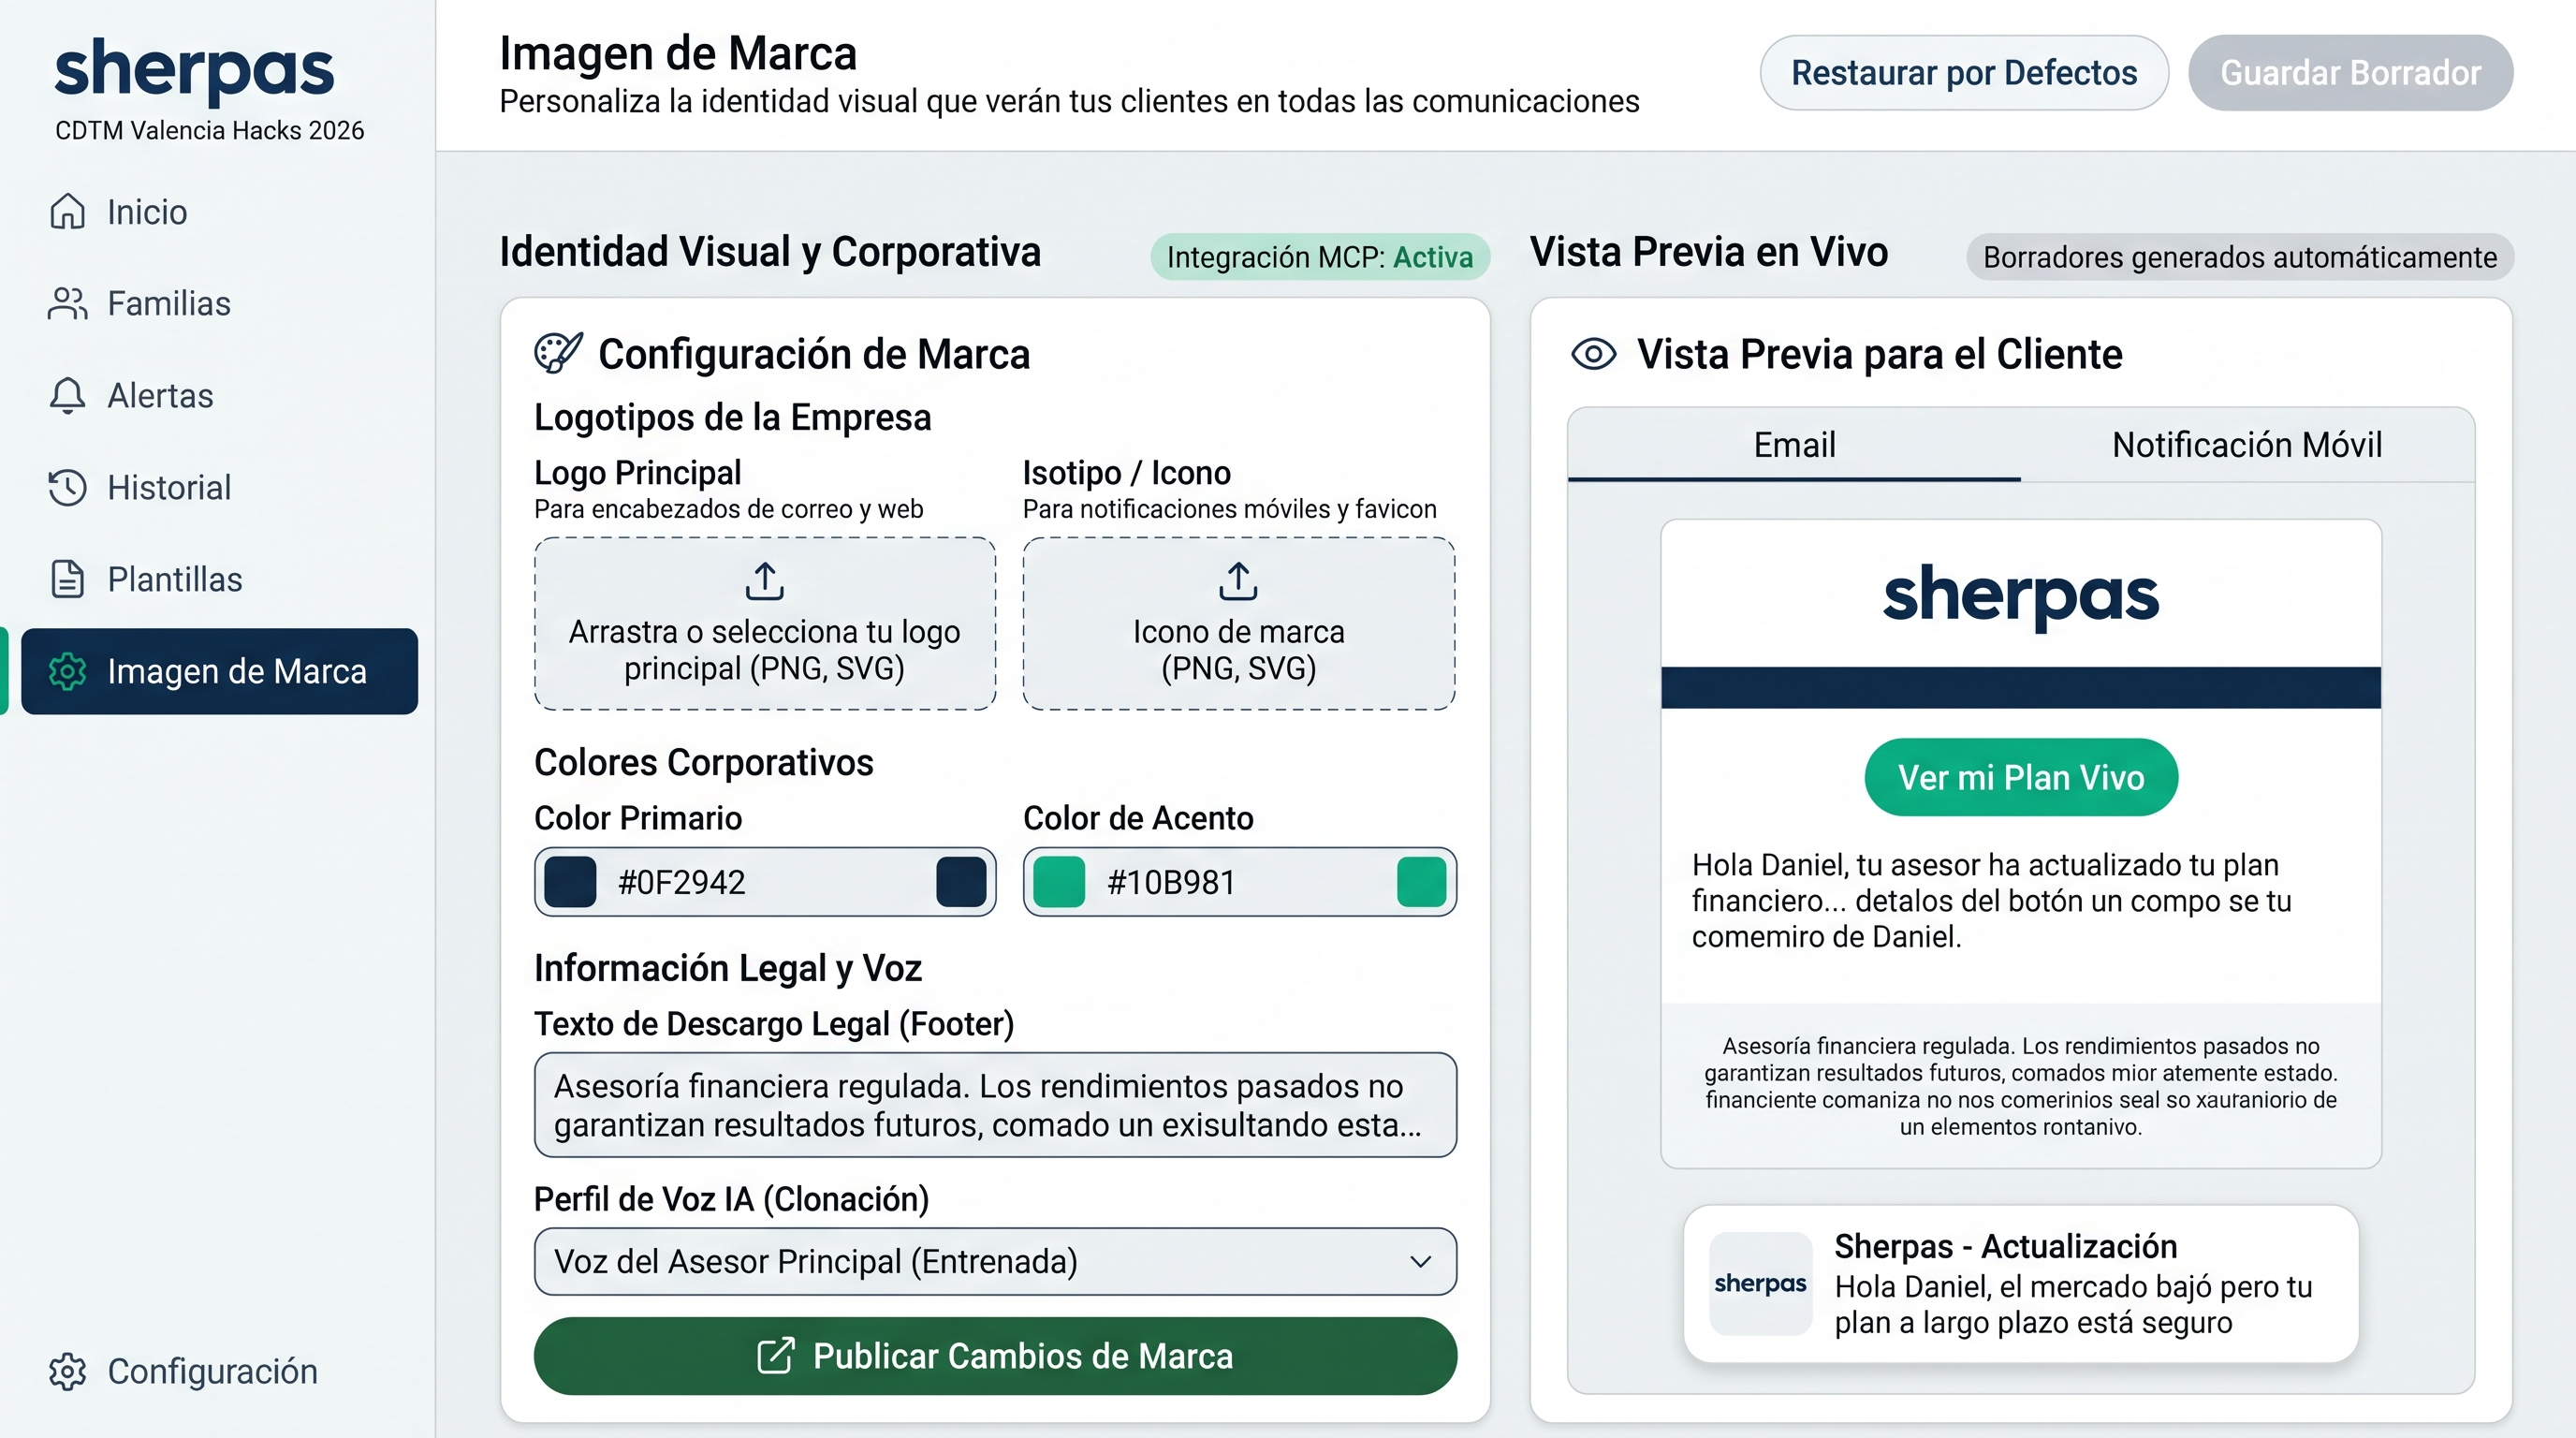 sherpas
CDTM Valencia Hacks 2026
Inicio
Familias
Alertas
Historial
Plantillas
Imagen de Marca
Configuración
Imagen de Marca
Personaliza la identidad visual que verán tus clientes en todas las comunicaciones
Restaurar por Defectos
Guardar Borrador
Identidad Visual y Corporativa
Integración MCP: Activa
Configuración de Marca
Logotipos de la Empresa
Logo Principal
Para encabezados de correo y web
Arrastra o selecciona tu logo
principal (PNG, SVG)
Isotipo / Icono
Para notificaciones móviles y favicon
Icono de marca
(PNG, SVG)
Colores Corporativos
Color Primario
#0F2942
Color de Acento
#10B981
Información Legal y Voz
Texto de Descargo Legal (Footer)
Asesoría financiera regulada. Los rendimientos pasados no
garantizan resultados futuros, comado un exisultando esta...
Perfil de Voz IA (Clonación)
Voz del Asesor Principal (Entrenada)
Publicar Cambios de Marca
Vista Previa en Vivo
Borradores generados automáticamente
Vista Previa para el Cliente
Email
Notificación Móvil
sherpas
Ver mi Plan Vivo
Hola Daniel, tu asesor ha actualizado tu plan
financiero... detalos del botón un compo se tu
comemiro de Daniel.
Asesoría financiera regulada. Los rendimientos pasados no
garantizan resultados futuros, comados mior atemente estado.
financiente comaniza no nos comerinios seal so xauraniorio de
un elementos rontanivo.
sherpas
Sherpas - Actualización
Hola Daniel, el mercado bajó pero tu
plan a largo plazo está seguro